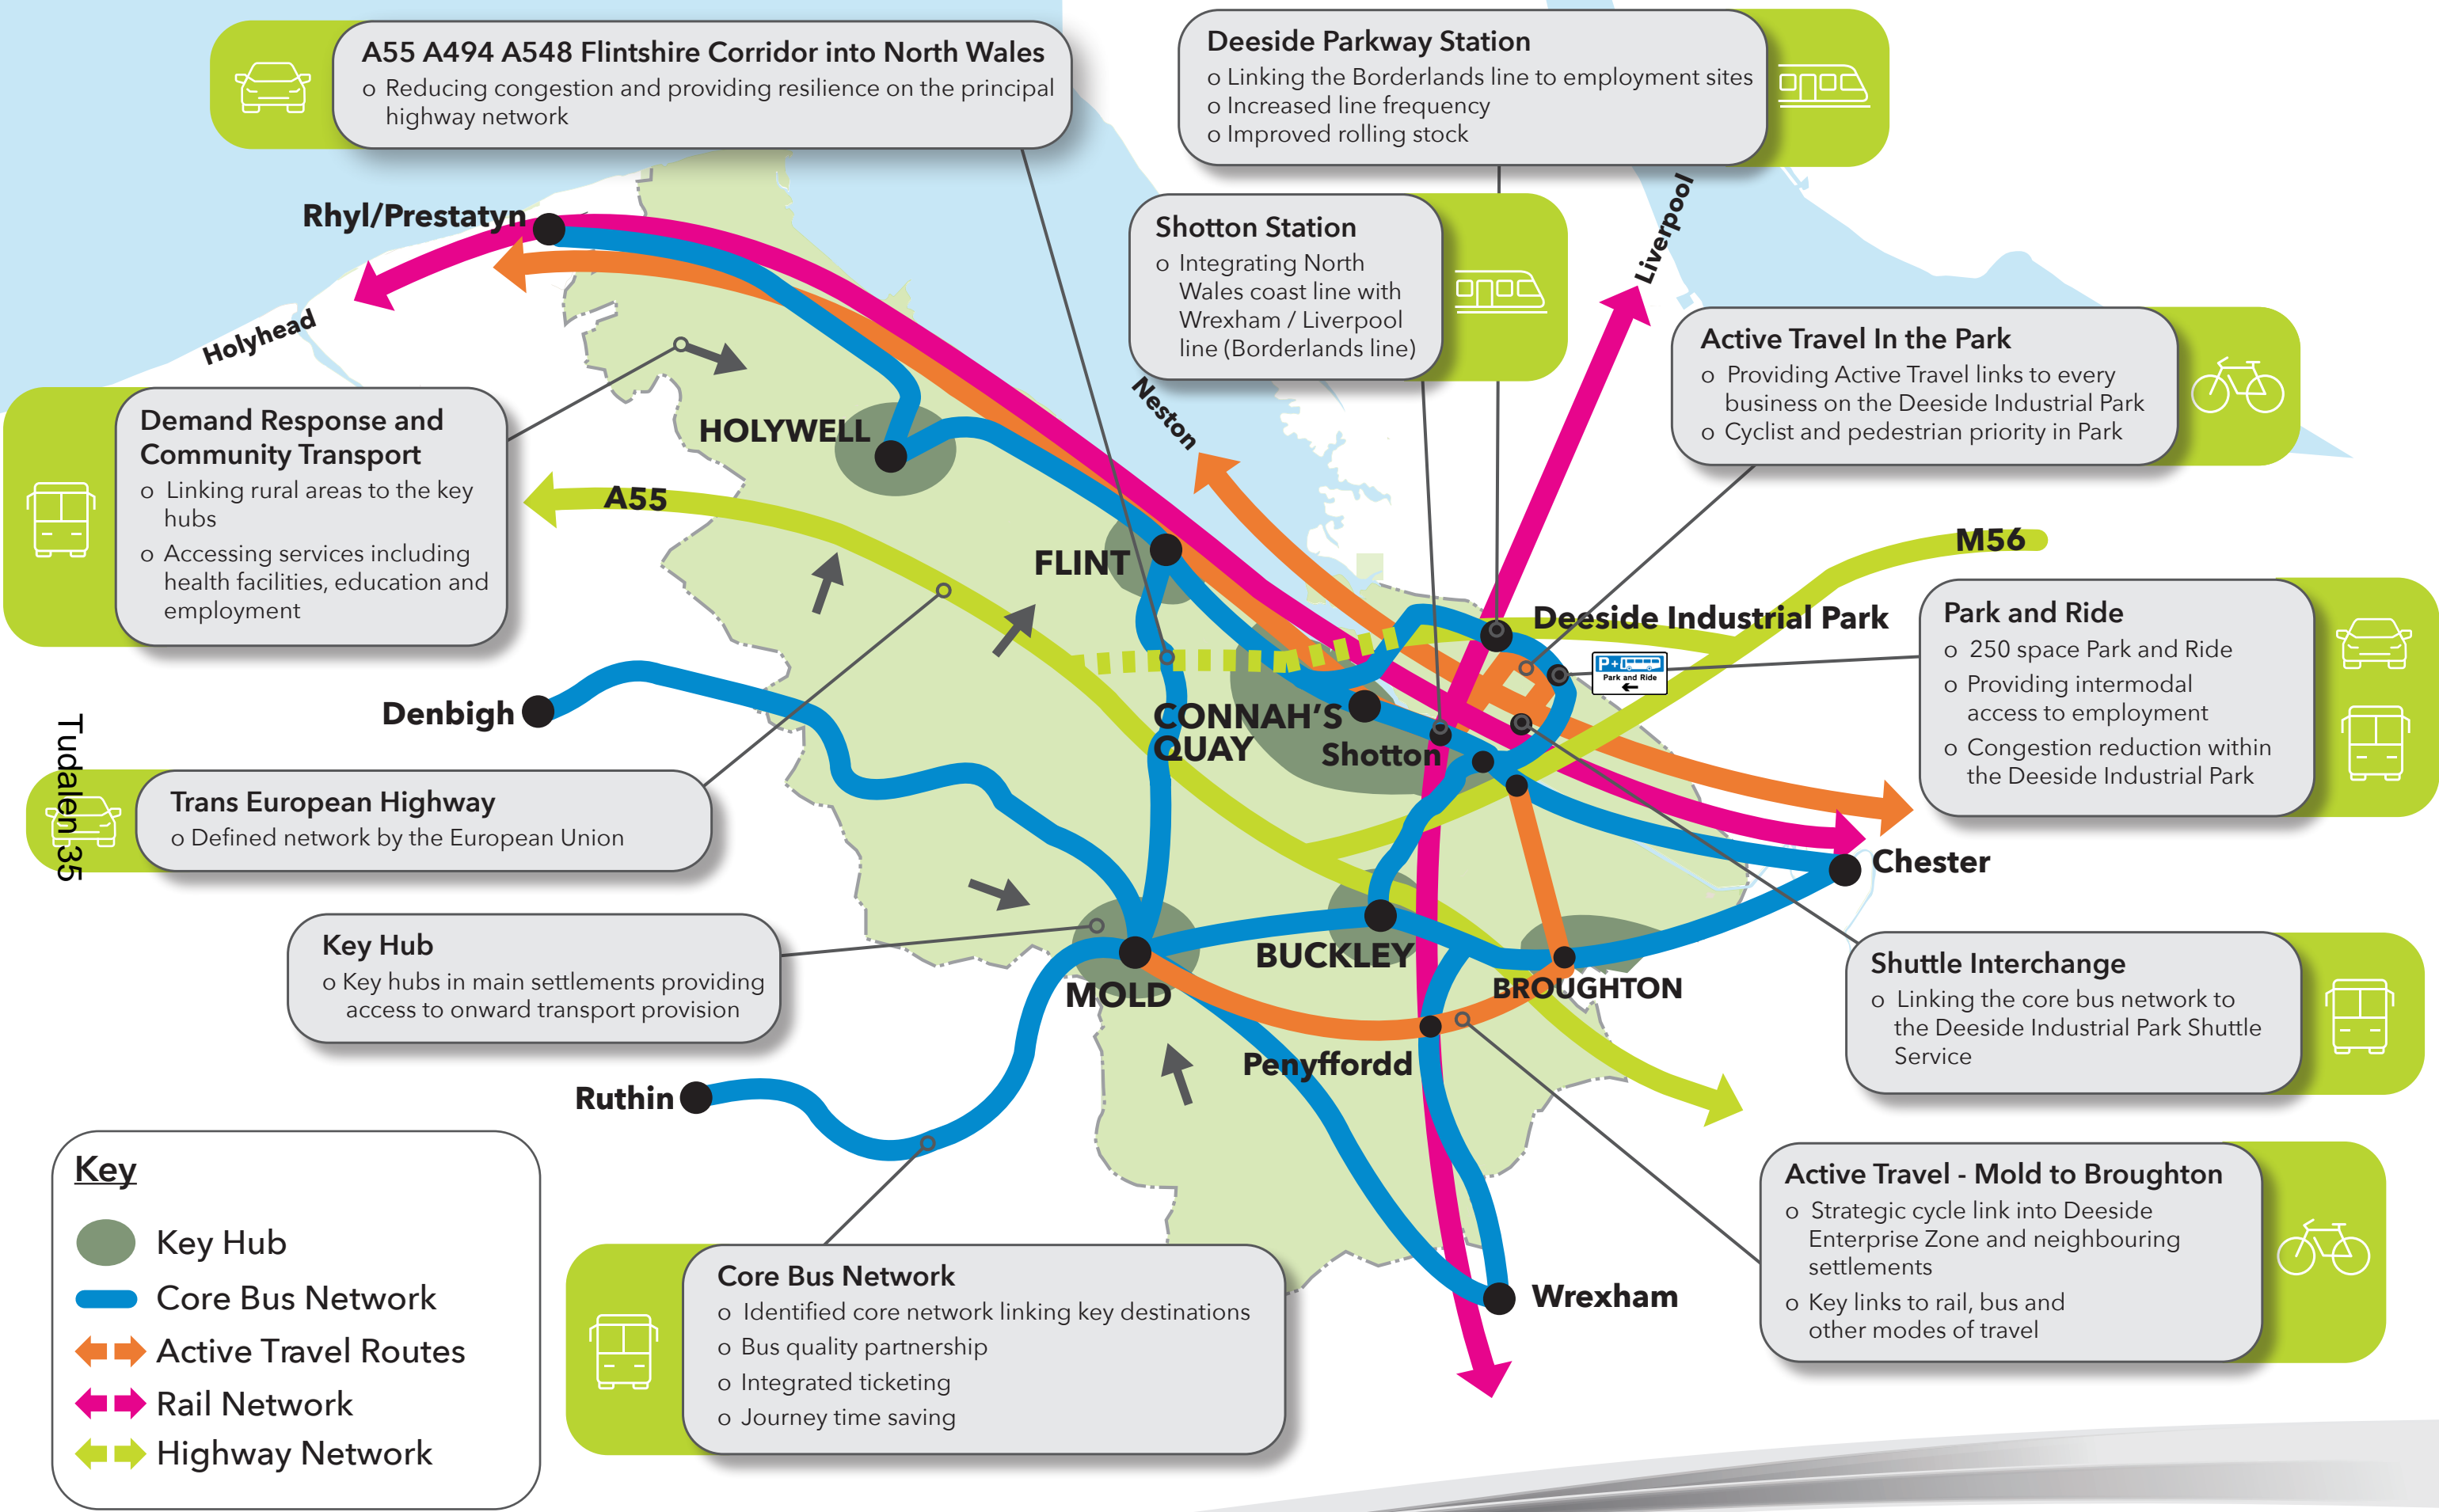 A55 A494 A548 Flintshire Corridor into North Wales
o Reducing congestion and providing resilience on the principal
highway network
Deeside Parkway Station
o Linking the Borderlands line to employment sites
o Increased line frequency
o Improved rolling stock
Shotton Station
o Integrating North
Wales coast line with
Wrexham / Liverpool
line (Borderlands line)
Liverpool
Rhyl/Prestatyn
Holyhead
Neston
Active Travel In the Park
o Providing Active Travel links to every
business on the Deeside Industrial Park
o Cyclist and pedestrian priority in Park
Demand Response and
Community Transport
o Linking rural areas to the key
hubs
o Accessing services including
health facilities, education and
employment
HOLYWELL
A55
FLINT
M56
Deeside Industrial Park
P+
Park and Ride
Park and Ride
o 250 space Park and Ride
o Providing intermodal
access to employment
o Congestion reduction within
the Deeside Industrial Park
Denbigh
CONNAH'S
QUAY
Shotton
Tudalen 35
Trans European Highway
o Defined network by the European Union
Chester
Key Hub
o Key hubs in main settlements providing
access to onward transport provision
MOLD
BUCKLEY
BROUGHTON
Shuttle Interchange
o Linking the core bus network to
the Deeside Industrial Park Shuttle
Service
Penyffordd
Ruthin
Wrexham
Active Travel - Mold to Broughton
o Strategic cycle link into Deeside
Enterprise Zone and neighbouring
settlements
o Key links to rail, bus and
other modes of travel
Core Bus Network
o Identified core network linking key destinations
o Bus quality partnership
o Integrated ticketing
o Journey time saving
Key
Key Hub
Core Bus Network
Active Travel Routes
Rail Network
Highway Network